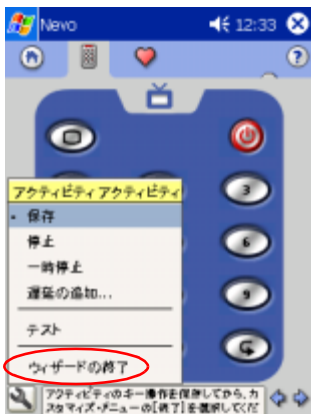 Nevo 12:33
アクティビティ アクティビティ
保存
停止
一時停止
遅延の追加...
テスト
ウィザードの終了
3
6
9
アクティビティのキー操作を保存してから、カ
スタマイズ・メニューの[終了]を選択してくだ